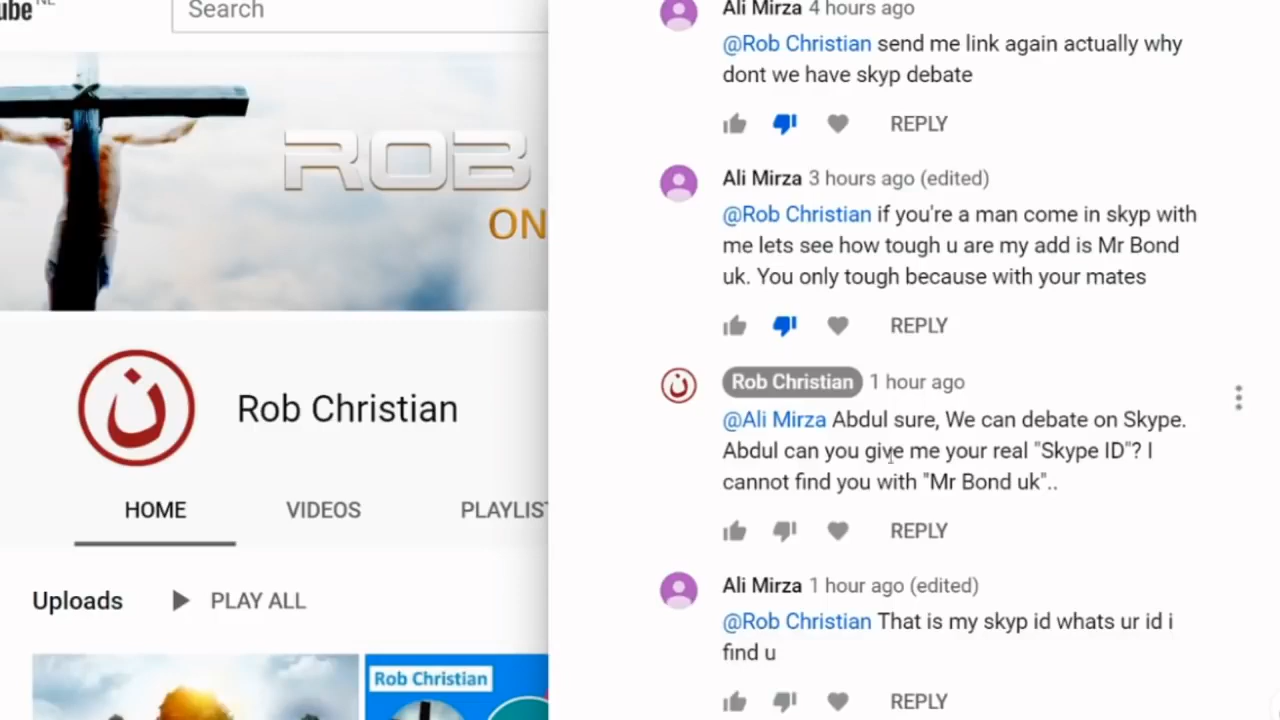 ube NL
Search
ROB
ON
Rob Christian
HOME VIDEOS PLAYLIS
Uploads PLAY ALL
Rob Christian
Ali Mirza 4 hours ago
@Rob Christian send me link again actually why
dont we have skyp debate
REPLY
Ali Mirza 3 hours ago (edited)
@Rob Christian if you're a man come in skyp with
me lets see how tough u are my add is Mr Bond
uk. You only tough because with your mates
REPLY
Rob Christian 1 hour ago
@Ali Mirza Abdul sure, We can debate on Skype.
Abdul can you give me your real "Skype ID"? I
cannot find you with "Mr Bond uk"..
REPLY
Ali Mirza 1 hour ago (edited)
@Rob Christian That is my skyp id whats ur id i
find u
REPLY
ن
ن